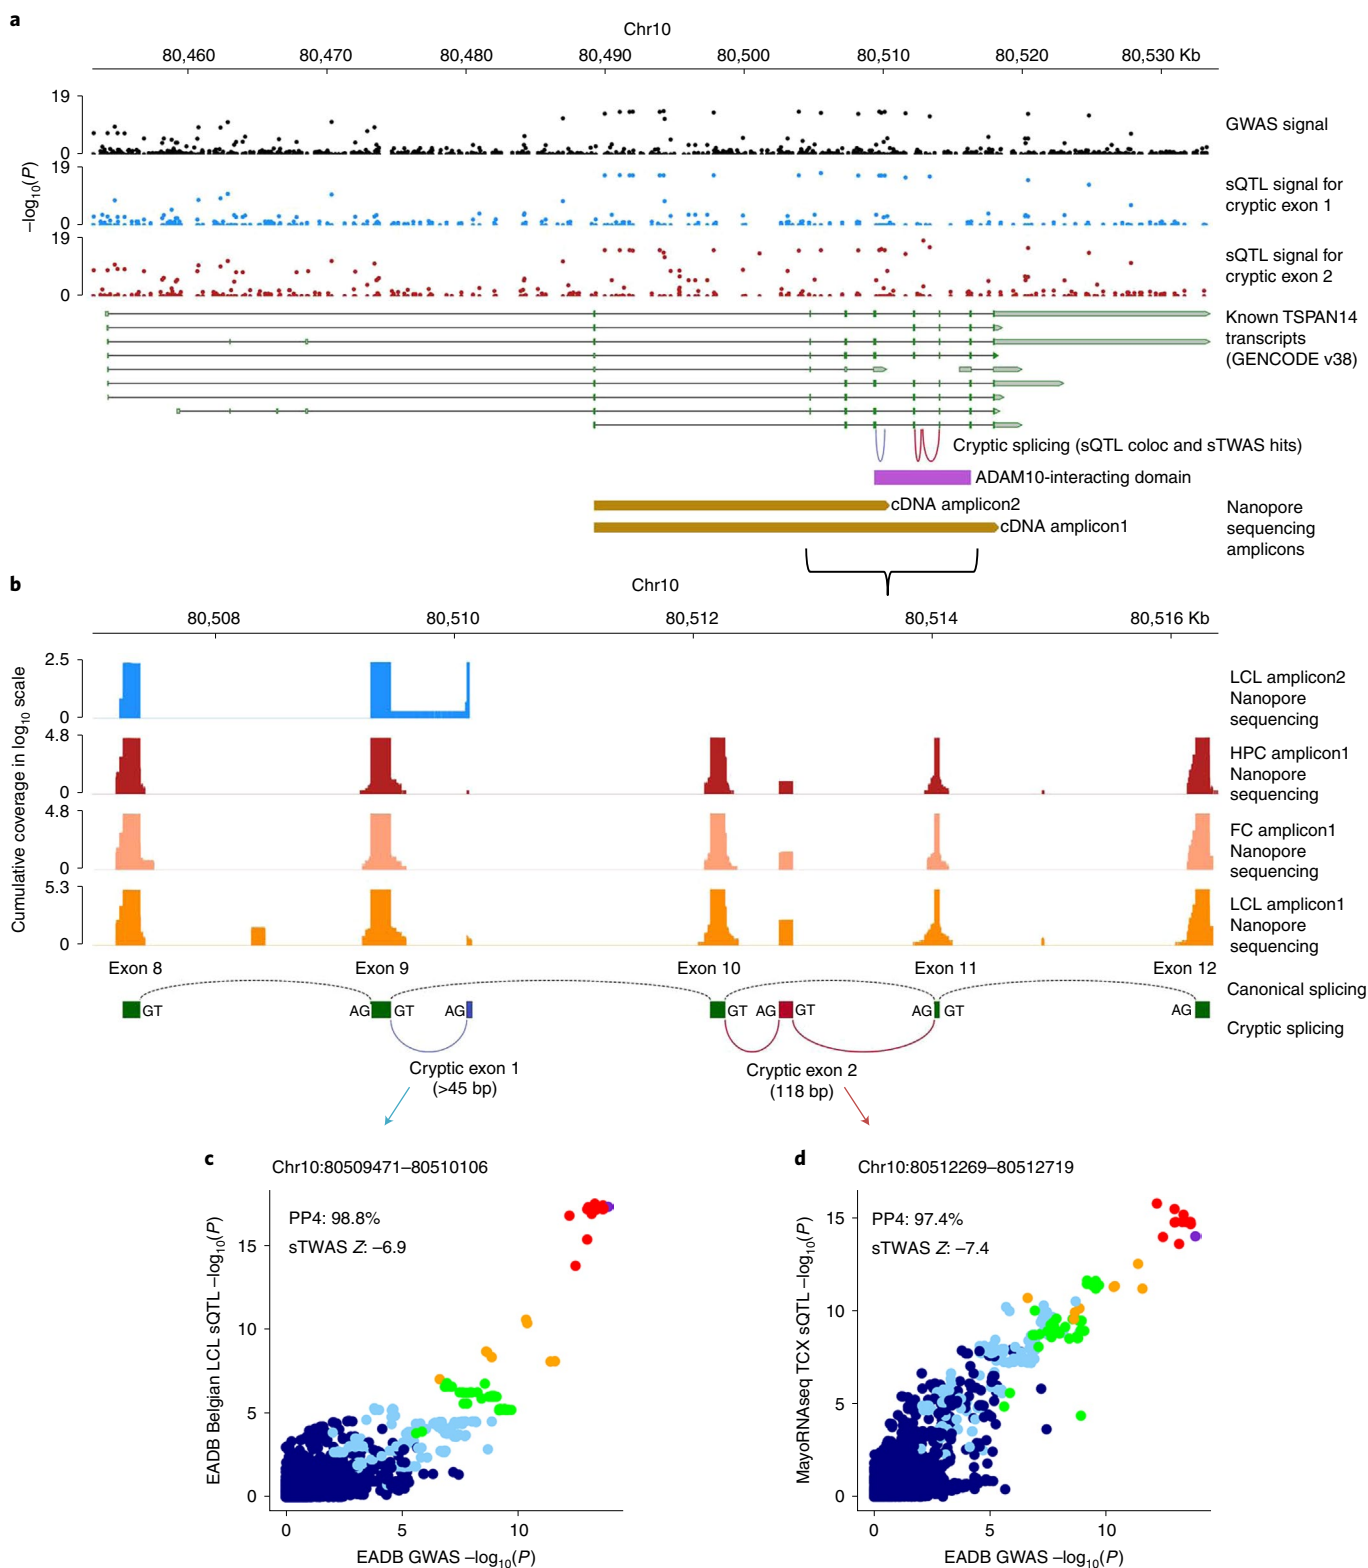 a
Chr10
80,460 80,470 80,480 80,490 80,500 80,510 80,520 80,530 Kb
–log10(P)
19
0
GWAS signal
19
0
sQTL signal for
cryptic exon 1
19
0
sQTL signal for
cryptic exon 2
Known TSPAN14
transcripts
(GENCODE v38)
Cryptic splicing (sQTL coloc and sTWAS hits)
ADAM10-interacting domain
cDNA amplicon2
cDNA amplicon1
Nanopore
sequencing
amplicons
b
Chr10
80,508 80,510 80,512 80,514 80,516 Kb
Cumulative coverage in log10 scale
2.5
0
LCL amplicon2
Nanopore
sequencing
4.8
0
HPC amplicon1
Nanopore
sequencing
4.8
0
FC amplicon1
Nanopore
sequencing
5.3
0
LCL amplicon1
Nanopore
sequencing
Exon 8 Exon 9 Exon 10 Exon 11 Exon 12
Canonical splicing
GT AG GT AG GT AG GT AG GT AG
Cryptic splicing
Cryptic exon 1
(>45 bp)
Cryptic exon 2
(118 bp)
c
Chr10:80509471–80510106
PP4: 98.8%
sTWAS Z: –6.9
EADB Belgian LCL sQTL –log10(P)
15
10
5
0
0 5 10
EADB GWAS –log10(P)
d
Chr10:80512269–80512719
PP4: 97.4%
sTWAS Z: –7.4
MayoRNAseq TCX sQTL –log10(P)
15
10
5
0
0 5 10
EADB GWAS –log10(P)